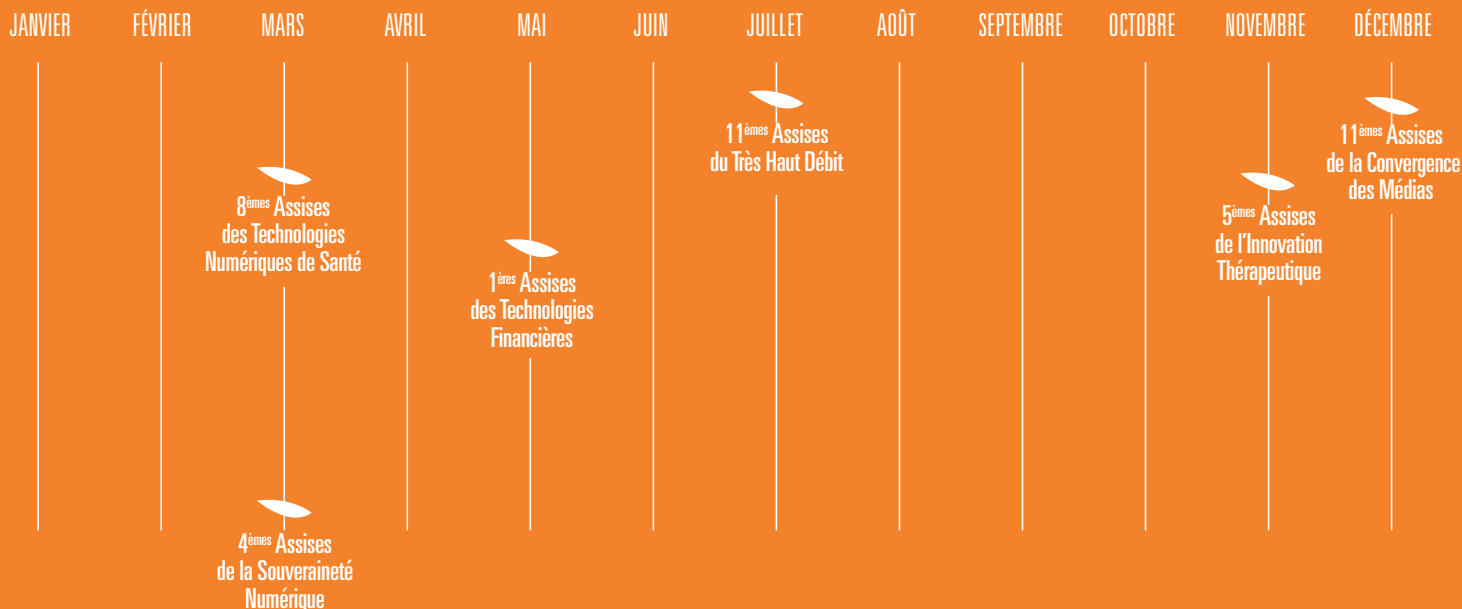 JANVIER FÉVRIER MARS AVRIL MAI JUIN JUILLET AOÛT SEPTEMBRE OCTOBRE NOVEMBRE DÉCEMBRE
8èmes Assises
des Technologies
Numériques de Santé
4èmes Assises
de la Souveraineté
Numérique
1ères Assises
des Technologies
Financières
11èmes Assises
du Très Haut Débit
5èmes Assises
de l'Innovation
Thérapeutique
11èmes Assises
de la Convergence
des Médias